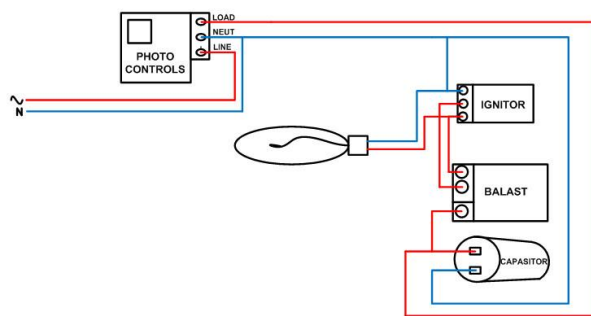 LOAD
NEUT
LINE
PHOTO
CONTROLS
N
IGNITOR
BALAST
CAPASITOR